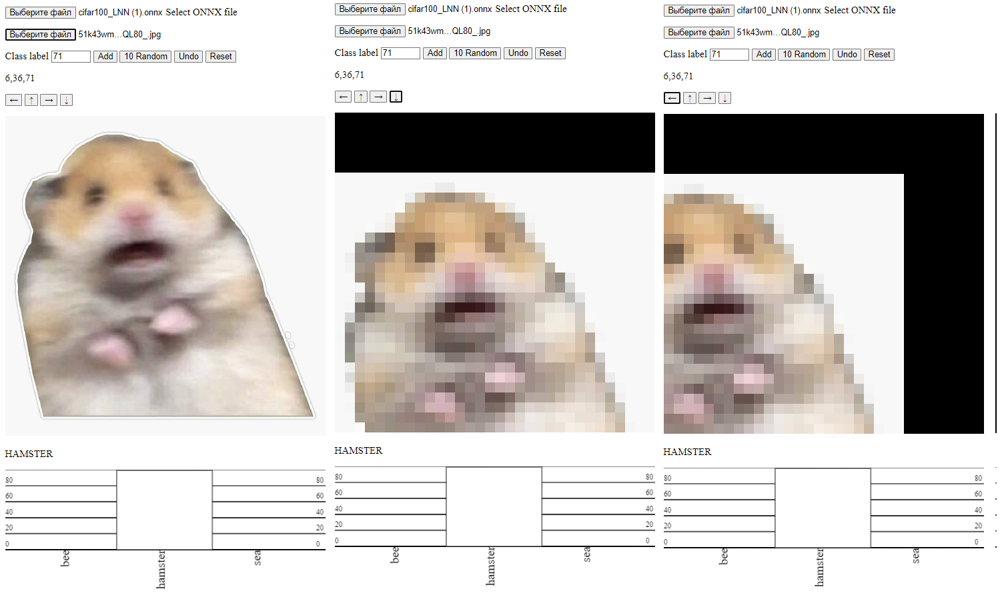 Выберите файл cifar100_LNN (1).onnx Select ONNX file
Выберите файл 51k43wm...QL80_.jpg
Class label 71 Add 10 Random Undo Reset
6,36,71
← ↑ → ↓
HAMSTER
80 80
60 60
40 40
20 20
0 0
bee hamster sea
Выберите файл cifar100_LNN (1).onnx Select ONNX file
Выберите файл 51k43wm...QL80_.jpg
Class label 71 Add 10 Random Undo Reset
6,36,71
← ↑ → ↓
HAMSTER
80 80
60 60
40 40
20 20
0 0
bee hamster sea
Выберите файл cifar100_LNN (1).onnx Select ONNX file
Выберите файл 51k43wm...QL80_.jpg
Class label 71 Add 10 Random Undo Reset
6,36,71
← ↑ → ↓
HAMSTER
80 80
60 60
40 40
20 20
0 0
bee hamster sea